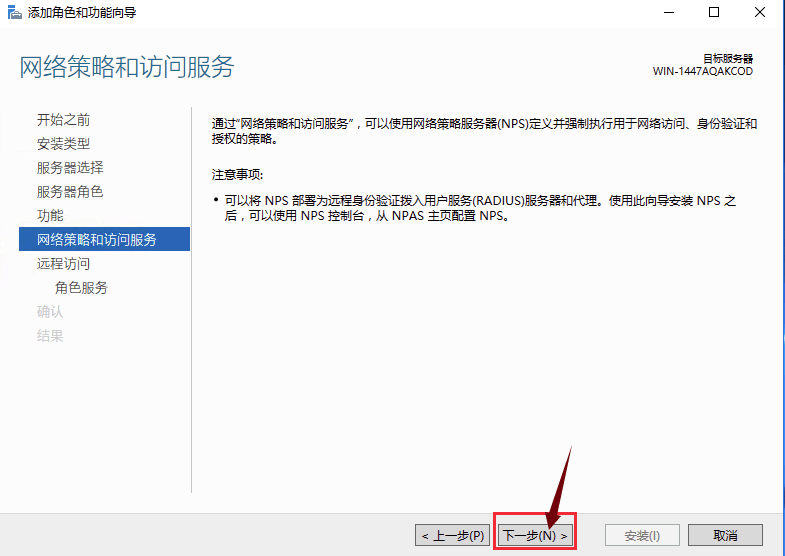 添加角色和功能向导
网络策略和访问服务
目标服务器
WIN-1447AQAKCOD
开始之前
安装类型
服务器选择
服务器角色
功能
网络策略和访问服务
远程访问
角色服务
确认
结果
通过“网络策略和访问服务”，可以使用网络策略服务器(NPS)定义并强制执行用于网络访问、身份验证和
授权的策略。
注意事项:
• 可以将 NPS 部署为远程身份验证拨入用户服务(RADIUS)服务器和代理。使用此向导安装 NPS 之
后，可以使用 NPS 控制台，从 NPAS 主页配置 NPS。
< 上一步(P) 下一步(N) > 安装(I) 取消